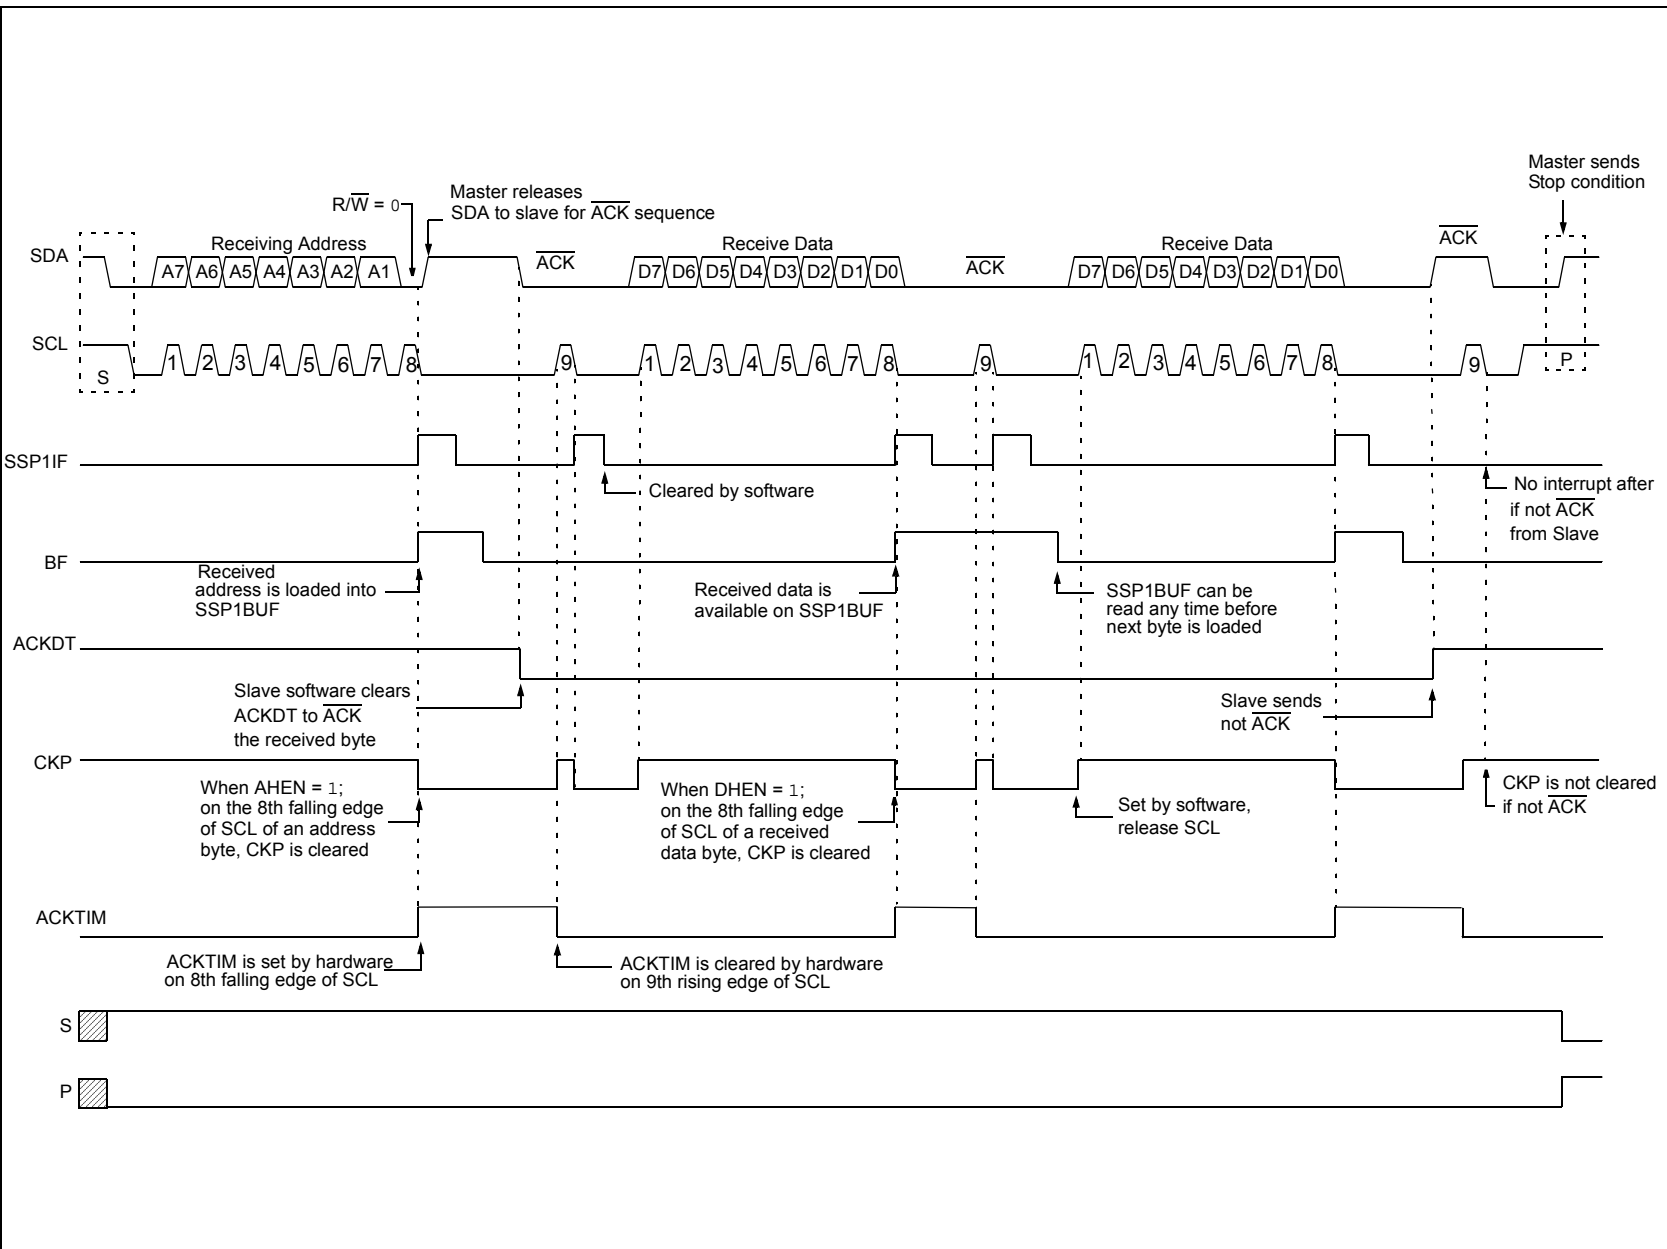 Master sends
Stop condition
R/W = 0
Master releases
SDA to slave for ACK sequence
SDA
Receiving Address
A7 A6 A5 A4 A3 A2 A1
ACK
Receive Data
D7 D6 D5 D4 D3 D2 D1 D0
ACK
Receive Data
D7 D6 D5 D4 D3 D2 D1 D0
ACK
SCL
S
1 2 3 4 5 6 7 8 9 1 2 3 4 5 6 7 8 9 1 2 3 4 5 6 7 8 9
P
SSP1IF
Cleared by software
No interrupt after
if not ACK
from Slave
BF
Received
address is loaded into
SSP1BUF
Received data is
available on SSP1BUF
SSP1BUF can be
read any time before
next byte is loaded
ACKDT
Slave software clears
ACKDT to ACK
the received byte
Slave sends
not ACK
CKP
When AHEN = 1;
on the 8th falling edge
of SCL of an address
byte, CKP is cleared
When DHEN = 1;
on the 8th falling edge
of SCL of a received
data byte, CKP is cleared
Set by software,
release SCL
CKP is not cleared
if not ACK
ACKTIM
ACKTIM is set by hardware
on 8th falling edge of SCL
ACKTIM is cleared by hardware
on 9th rising edge of SCL
S
P